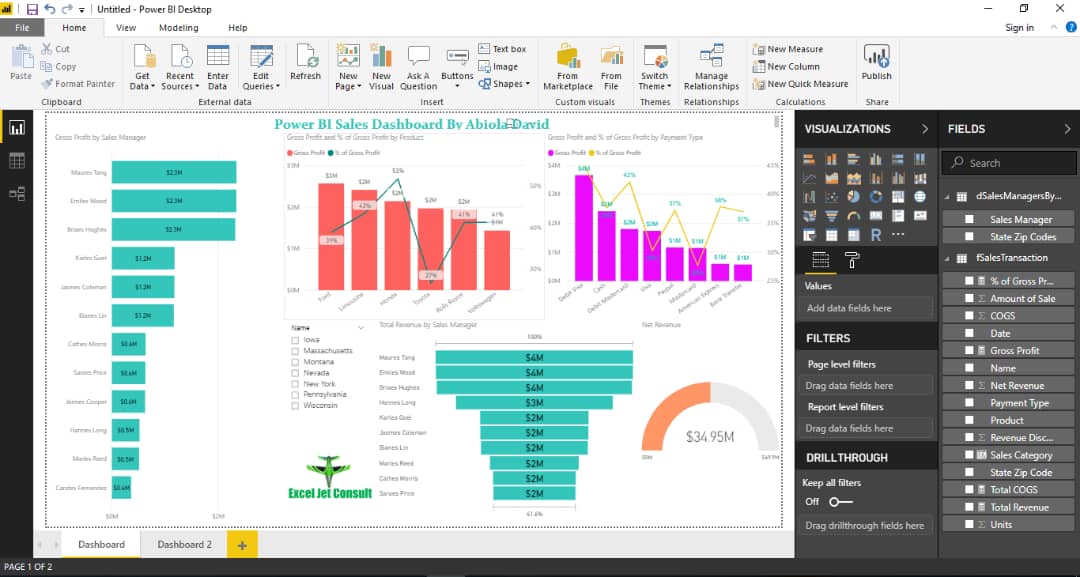 Untitled - Power BI Desktop
File
Home
View
Modeling
Help
Sign in
Paste
Cut
Copy
Format Painter
Clipboard
Get Data
Recent Sources
Enter Data
Edit Queries
Refresh
External data
New Page
New Visual
Ask A Question
Buttons
Text box
Image
Shapes
Insert
From Marketplace
From File
Custom visuals
Switch Theme
Themes
Manage Relationships
Relationships
New Measure
New Column
New Quick Measure
Calculations
Publish
Share
Power BI Sales Dashboard By Abiola David
Gross Profit by Sales Manager
Maures Tang
$2.3M
Emiles Wood
$2.3M
Brises Hughes
$2.3M
Karies Goel
$1.2M
Jasmes Coleman
$1.2M
Blanes Lin
$1.2M
Cathes Morris
$0.6M
Sarses Price
$0.6M
Jennes Cooper
$0.6M
Hannes Long
$0.5M
Maries Reed
$0.5M
Candes Fernandez
$0.4M
$0M
$2M
Gross Profit and % of Gross Profit by Product
Gross Profit
% of Gross Profit
$3M
$2M
$1M
$0M
$3M
$2M
$2M
$2M
$2M
$1M
39%
43%
52%
27%
41%
41%
50%
40%
30%
Ford
Limousine
Honda
Toyota
Rolls Royce
Volkswagen
Gross Profit and % of Gross Profit by Payment Type
Gross Profit
% of Gross Profit
$4M
$3M
$2M
$1M
$0M
$4M
$2M
$2M
$2M
$1M
$1M
$1M
$1M
42%
37%
38%
37%
45%
40%
35%
30%
25%
Debit Visa
Cash
Debit Mastercard
Visa
Paypal
Mastercard
American Express
Bank Transfer
Name
Iowa
Massachusetts
Montana
Nevada
New York
Pennsylvania
Wisconsin
Excel Jet Consult
Total Revenue by Sales Manager
100%
Maures Tang
$4M
Emiles Wood
$4M
Brises Hughes
$4M
Hannes Long
$3M
Karies Goel
$2M
Jasmes Coleman
$2M
Blanes Lin
$2M
Maries Reed
$2M
Cathes Morris
$2M
Sarses Price
$2M
41.6%
Net Revenue
$34.95M
$0M
VISUALIZATIONS
Values
Add data fields here
FILTERS
Page level filters
Drag data fields here
Report level filters
Drag data fields here
DRILLTHROUGH
Keep all filters
Off
Drag drillthrough fields here
FIELDS
Search
dSalesManagersBy...
Sales Manager
State Zip Codes
fSalesTransaction
% of Gross Pr...
Amount of Sale
COGS
Date
Gross Profit
Name
Net Revenue
Payment Type
Product
Revenue Disc...
Sales Category
State Zip Code
Total COGS
Total Revenue
Units
Dashboard
Dashboard 2
PAGE 1 OF 2